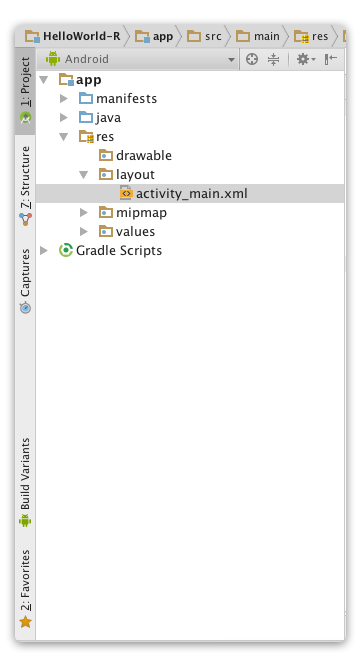 HelloWorld-R app src main res
Android
1: Project
app
manifests
java
res
drawable
layout
activity_main.xml
mipmap
values
Gradle Scripts
Z: Structure
Captures
Build Variants
2: Favorites